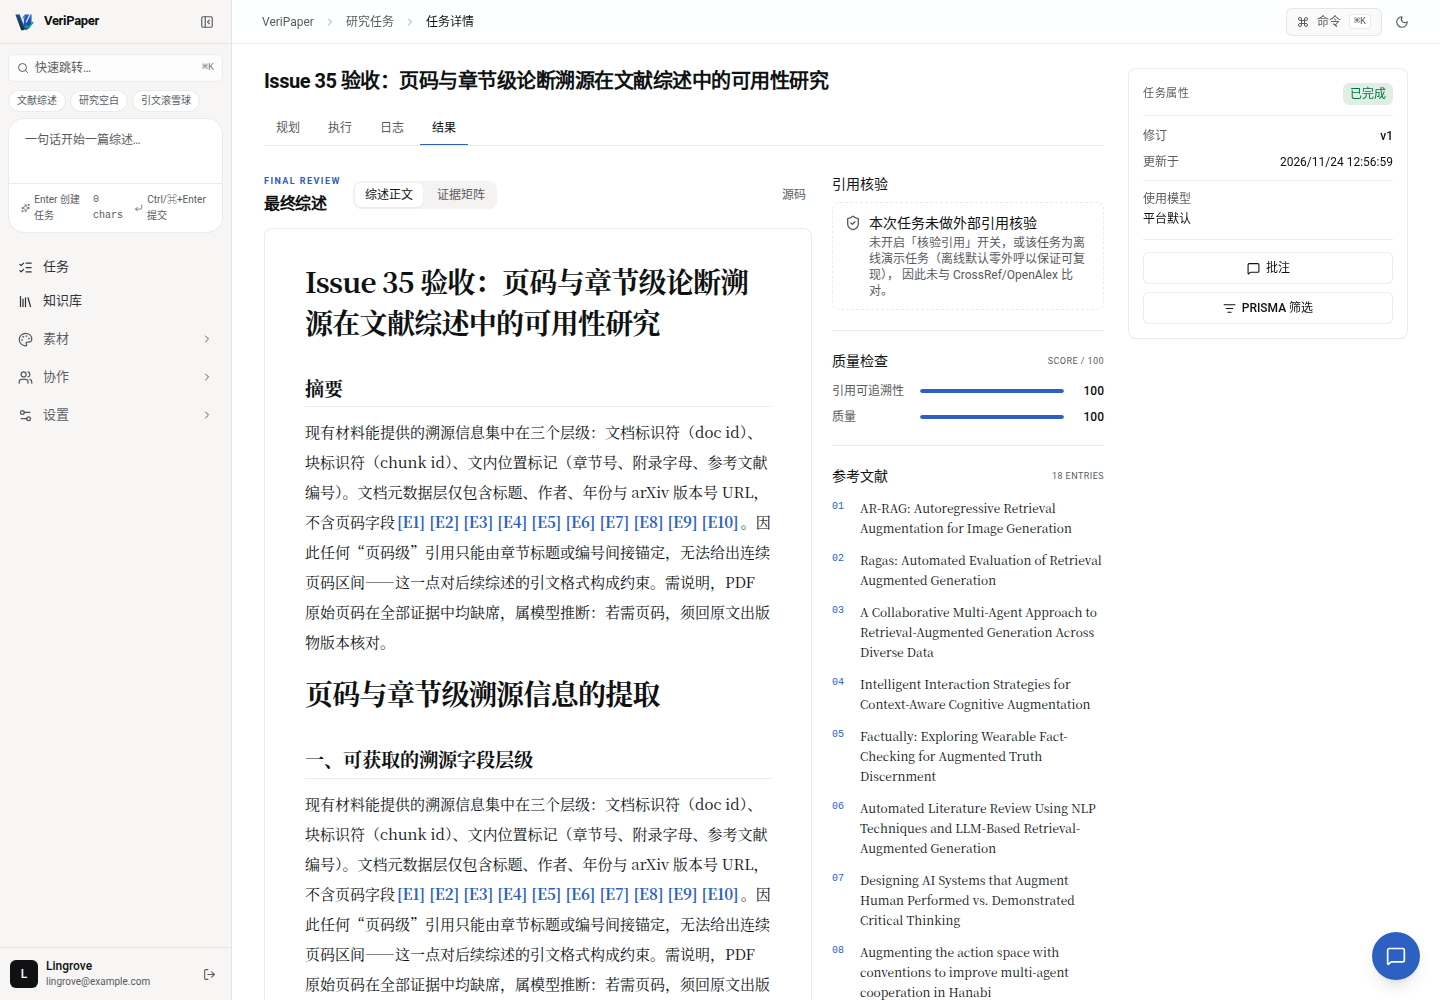 VeriPaper
快速跳转...
⌘K
文献综述
研究空白
引文滚雪球
一句话开始一篇综述...
Enter 创建任务
0 chars
Ctrl/⌘+Enter 提交
任务
知识库
素材
协作
设置
L
Lingrove
lingrove@example.com
VeriPaper
研究任务
任务详情
命令
⌘K
Issue 35 验收：页码与章节级论断溯源在文献综述中的可用性研究
规划
执行
日志
结果
FINAL REVIEW
最终综述
综述正文
证据矩阵
源码
Issue 35 验收：页码与章节级论断溯
源在文献综述中的可用性研究
摘要
现有材料能提供的溯源信息集中在三个层级：文档标识符（doc id）、
块标识符（chunk id）、文内位置标记（章节号、附录字母、参考文献
编号）。文档元数据层仅包含标题、作者、年份与 arXiv 版本号 URL，
不含页码字段 [E1] [E2] [E3] [E4] [E5] [E6] [E7] [E8] [E9] [E10] 。因
此任何“页码级”引用只能由章节标题或编号间接锚定，无法给出连续
页码区间——这一点对后续综述的引文格式构成约束。需说明，PDF
原始页码在全部证据中均缺席，属模型推断：若需页码，须回原文出版
物版本核对。
页码与章节级溯源信息的提取
一、可获取的溯源字段层级
现有材料能提供的溯源信息集中在三个层级：文档标识符（doc id）、
块标识符（chunk id）、文内位置标记（章节号、附录字母、参考文献
编号）。文档元数据层仅包含标题、作者、年份与 arXiv 版本号 URL，
不含页码字段 [E1] [E2] [E3] [E4] [E5] [E6] [E7] [E8] [E9] [E10] 。因
此任何“页码级”引用只能由章节标题或编号间接锚定，无法给出连续
页码区间——这一点对后续综述的引文格式构成约束。需说明，PDF
原始页码在全部证据中均缺席，属模型推断：若需页码，须回原文出版
引用核验
本次任务未做外部引用核验
未开启「核验引用」开关，或该任务为离
线演示任务（离线默认零外呼以保证可复
现），因此未与 CrossRef/OpenAlex 比
对。
质量检查
SCORE / 100
引用可追溯性
100
质量
100
参考文献
18 ENTRIES
01
AR-RAG: Autoregressive Retrieval
Augmentation for Image Generation
02
Ragas: Automated Evaluation of Retrieval
Augmented Generation
03
A Collaborative Multi-Agent Approach to
Retrieval-Augmented Generation Across
Diverse Data
04
Intelligent Interaction Strategies for
Context-Aware Cognitive Augmentation
05
Factually: Exploring Wearable Fact-
Checking for Augmented Truth
Discernment
06
Automated Literature Review Using NLP
Techniques and LLM-Based Retrieval-
Augmented Generation
07
Designing AI Systems that Augment
Human Performed vs. Demonstrated
Critical Thinking
08
Augmenting the action space with
conventions to improve multi-agent
cooperation in Hanabi
任务属性
已完成
修订
v1
更新于
2026/11/24 12:56:59
使用模型
平台默认
批注
PRISMA 筛选